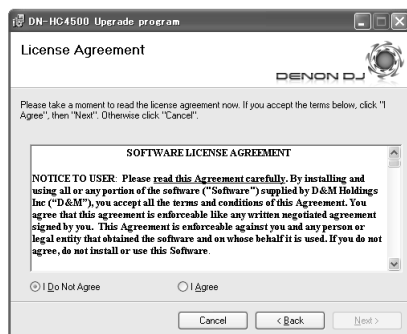 DN-HC4500 Upgrade program
License Agreement
DENON DJ
Please take a moment to read the license agreement now. If you accept the terms below, click "I
Agree", then "Next". Otherwise click "Cancel".
SOFTWARE LICENSE AGREEMENT
NOTICE TO USER: Please read this Agreement carefully. By installing and
using all or any portion of the software ("Software") supplied by D&M Holdings
Inc ("D&M"), you accept all the terms and conditions of this Agreement. You
agree that this agreement is enforceable like any written negotiated agreement
signed by you. This Agreement is enforceable against you and any person or
legal entity that obtained the software and on whose behalf it is used. If you do not
agree, do not install or use this Software.
I Do Not Agree
I Agree
Cancel
< Back
Next >